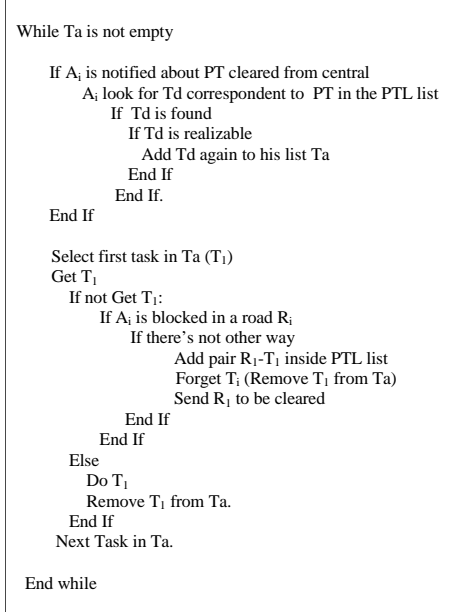 While Ta is not empty
If Aᵢ is notified about PT cleared from central
Aᵢ look for Td correspondent to PT in the PTL list
If Td is found
If Td is realizable
Add Td again to his list Ta
End If
End If.
End If
Select first task in Ta (T₁)
Get T₁
If not Get T₁:
If Aᵢ is blocked in a road Rᵢ
If there's not other way
Add pair R₁-T₁ inside PTL list
Forget Tᵢ (Remove T₁ from Ta)
Send R₁ to be cleared
End If
End If
Else
Do T₁
Remove T₁ from Ta.
End If
Next Task in Ta.
End while